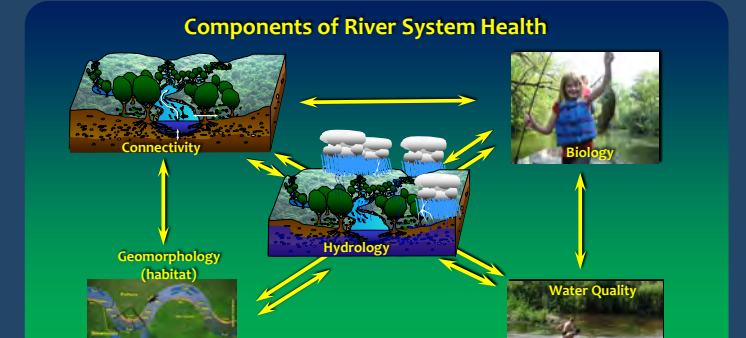 Components of River System Health
Connectivity
Biology
Hydrology
Geomorphology
(habitat)
Water Quality